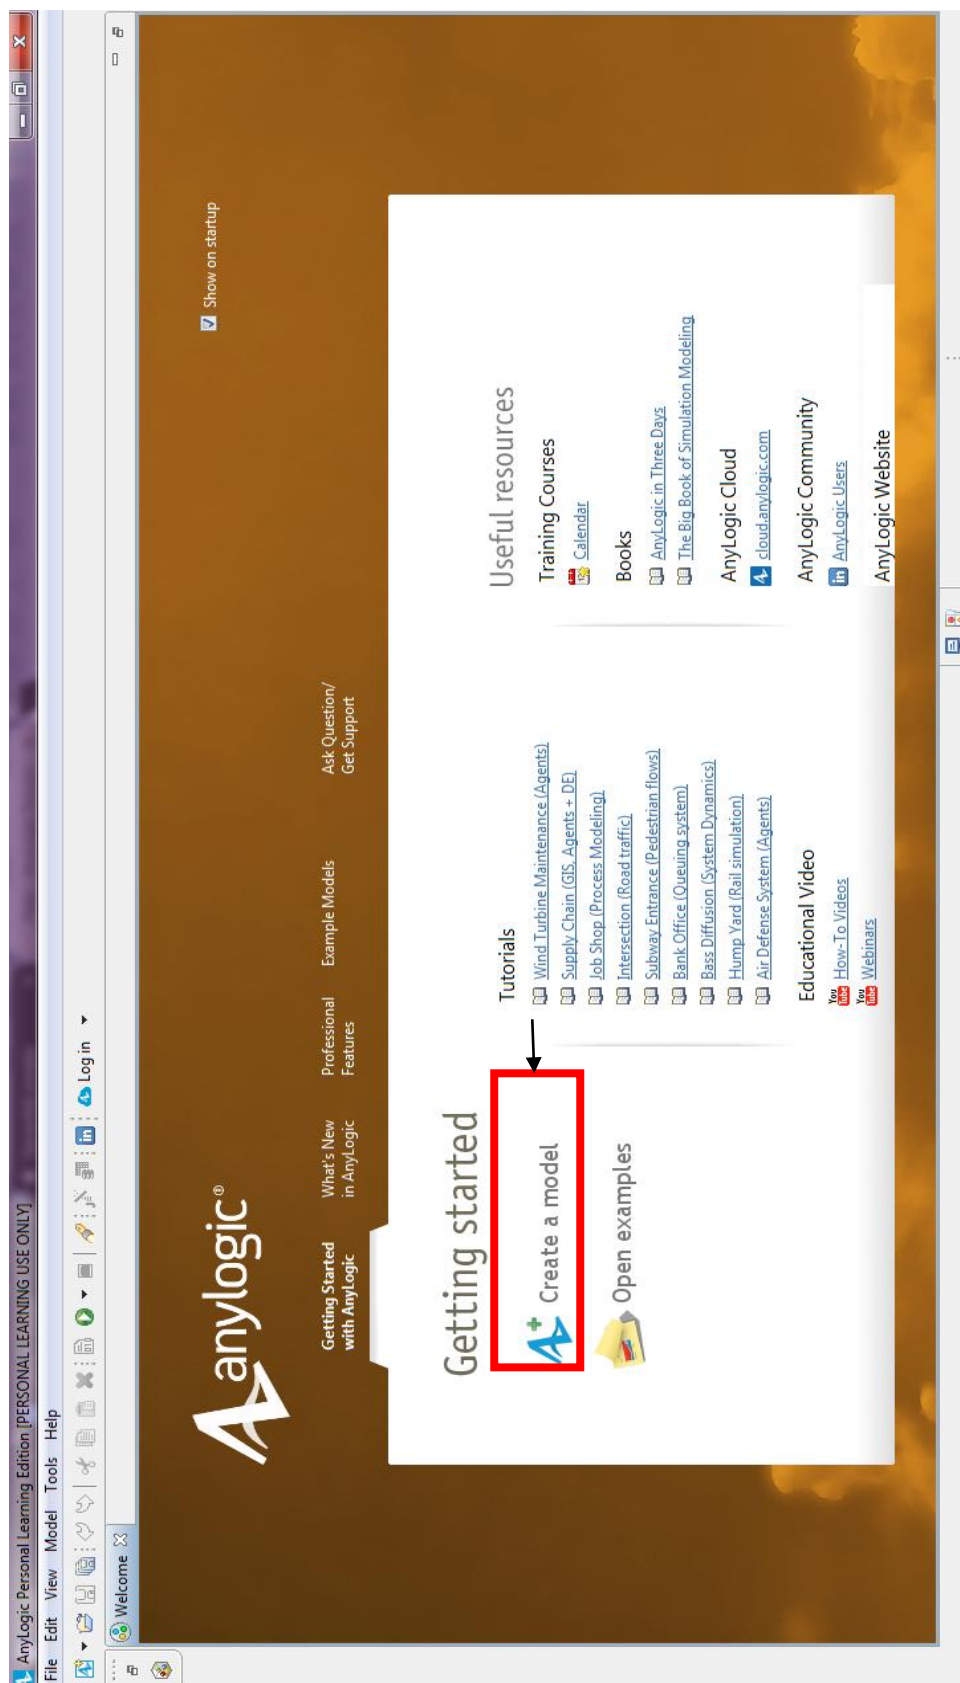 AnyLogic Personal Learning Edition [PERSONAL LEARNING USE ONLY]
File Edit View Model Tools Help
Log in
Welcome
anylogic®
Show on startup
Getting Started
with AnyLogic
What's New
in AnyLogic
Professional
Features
Example Models
Ask Question/
Get Support
Getting started
Create a model
Open examples
Tutorials
Wind Turbine Maintenance (Agents)
Supply Chain (GIS, Agents + DE)
Job Shop (Process Modeling)
Intersection (Road traffic)
Subway Entrance (Pedestrian flows)
Bank Office (Queuing system)
Bass Diffusion (System Dynamics)
Hump Yard (Rail simulation)
Air Defense System (Agents)
Educational Video
You Tube How-To Videos
You Tube Webinars
Useful resources
Training Courses
Calendar
Books
AnyLogic in Three Days
The Big Book of Simulation Modeling
AnyLogic Cloud
cloud.anylogic.com
AnyLogic Community
in AnyLogic Users
AnyLogic Website